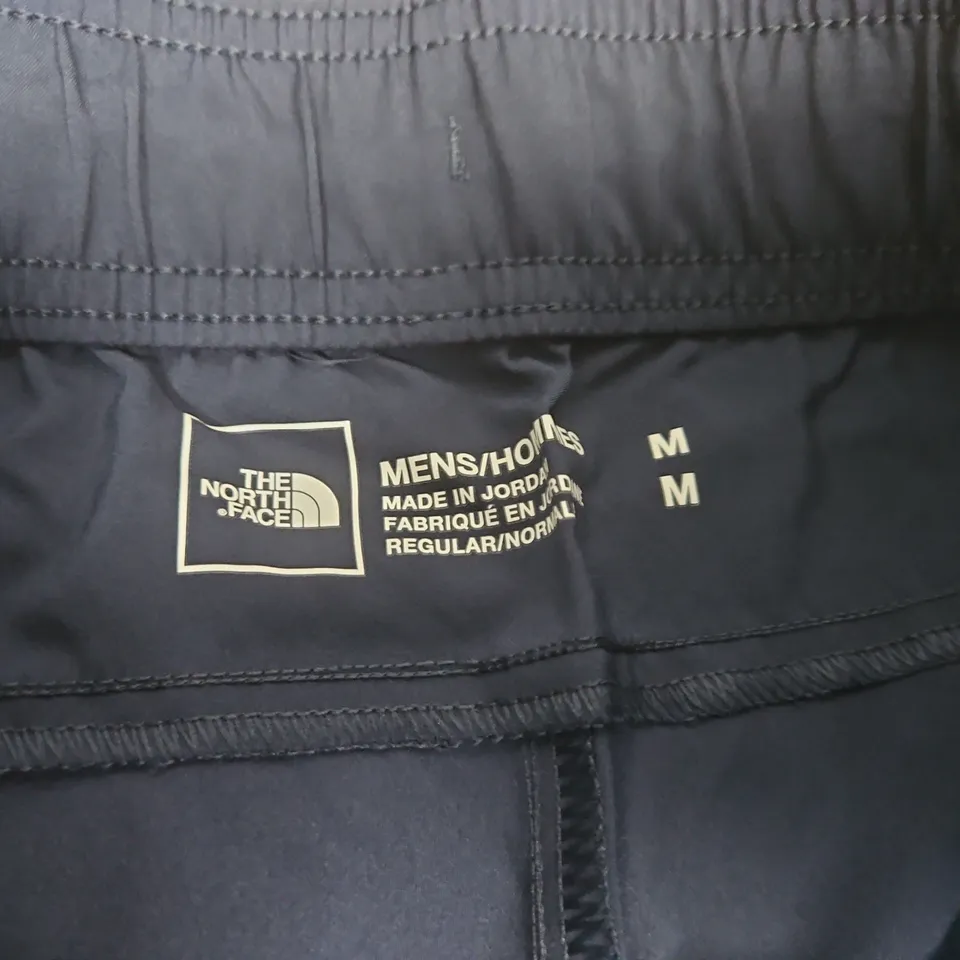 THE
NORTH
FACE
MENS/HOMMES
MADE IN JORDAN
FABRIQUÉ EN JORDANIE
REGULAR/NORMAL
M
M